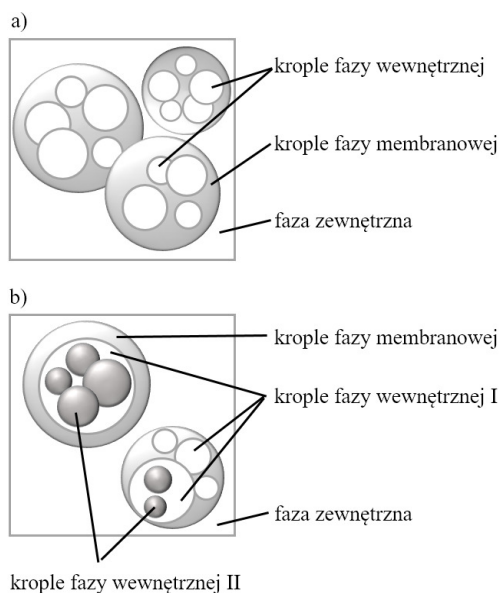 a)
krople fazy wewnętrznej
krople fazy membranowej
faza zewnętrzna
b)
krople fazy membranowej
krople fazy wewnętrznej I
faza zewnętrzna
krople fazy wewnętrznej II